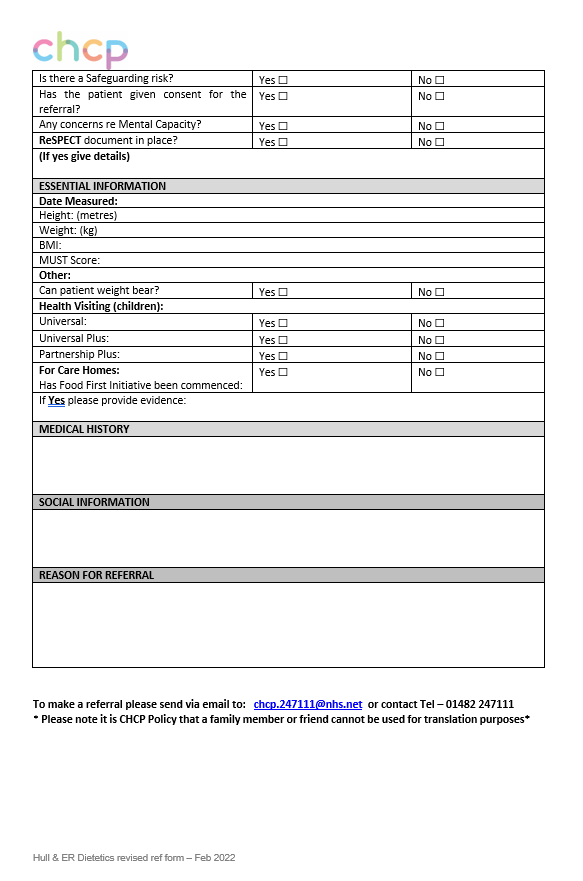 chcp
Is there a Safeguarding risk? Yes ☐ No ☐
Has the patient given consent for the Yes ☐ No ☐
referral?
Any concerns re Mental Capacity? Yes ☐ No ☐
ReSPECT document in place? Yes ☐ No ☐
(If yes give details)
ESSENTIAL INFORMATION
Date Measured:
Height: (metres)
Weight: (kg)
BMI:
MUST Score:
Other:
Can patient weight bear? Yes ☐ No ☐
Health Visiting (children):
Universal: Yes ☐ No ☐
Universal Plus: Yes ☐ No ☐
Partnership Plus: Yes ☐ No ☐
For Care Homes: Yes ☐ No ☐
Has Food First Initiative been commenced:
If Yes please provide evidence:
MEDICAL HISTORY
SOCIAL INFORMATION
REASON FOR REFERRAL
To make a referral please send via email to: chcp.247111@nhs.net or contact Tel – 01482 247111
* Please note it is CHCP Policy that a family member or friend cannot be used for translation purposes*
Hull & ER Dietetics revised ref form – Feb 2022